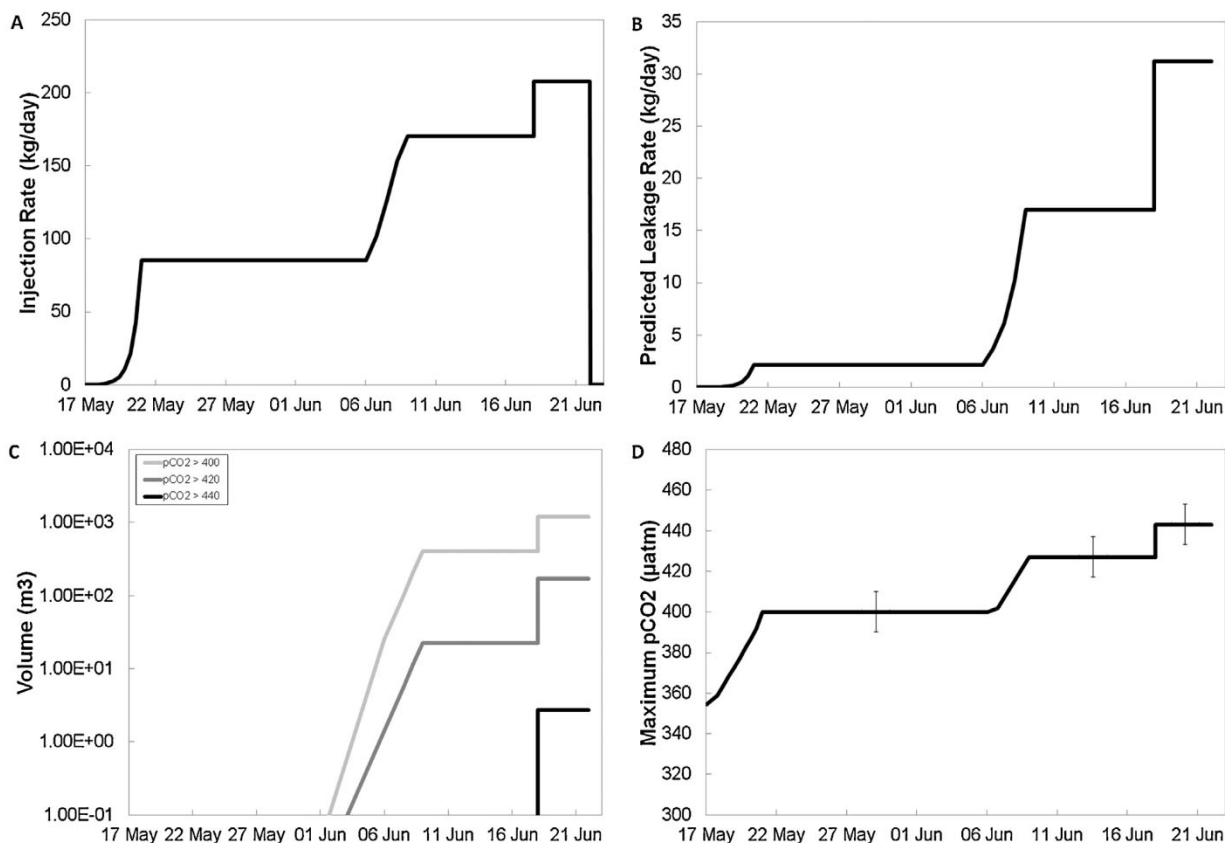 A
Injection Rate (kg/day)
250
200
150
100
50
0
17 May 22 May 27 May 01 Jun 06 Jun 11 Jun 16 Jun 21 Jun
B
Predicted Leakage Rate (kg/day)
35
30
25
20
15
10
5
0
17 May 22 May 27 May 01 Jun 06 Jun 11 Jun 16 Jun 21 Jun
C
Volume (m3)
1.00E+04
1.00E+03
1.00E+02
1.00E+01
1.00E+00
1.00E-01
pCO2 > 400
pCO2 > 420
pCO2 > 440
17 May 22 May 27 May 01 Jun 06 Jun 11 Jun 16 Jun 21 Jun
D
Maximum pCO2 (µatm)
480
460
440
420
400
380
360
340
320
300
17 May 22 May 27 May 01 Jun 06 Jun 11 Jun 16 Jun 21 Jun